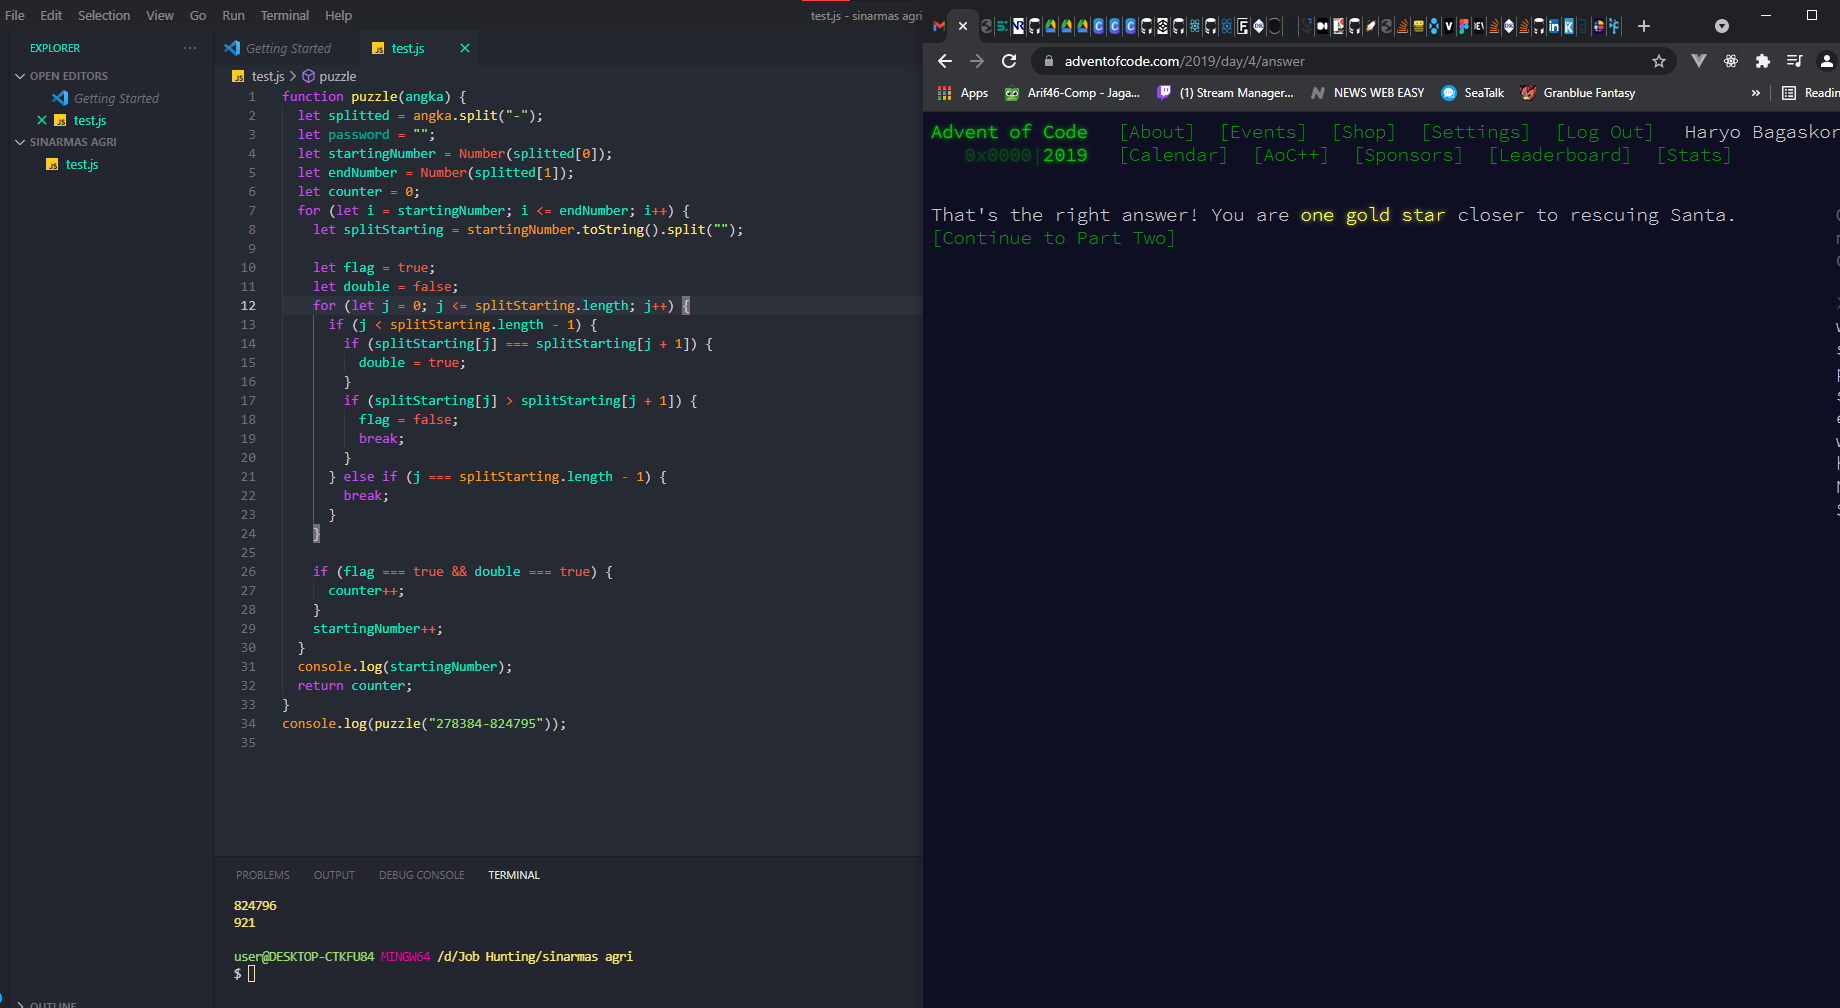 File Edit Selection View Go Run Terminal Help
test.js - sinarmas agri
EXPLORER
OPEN EDITORS
Getting Started
test.js
SINARMAS AGRI
test.js
Getting Started
test.js
test.js > puzzle
1 function puzzle(angka) {
2 let splitted = angka.split("-");
3 let password = "";
4 let startingNumber = Number(splitted[0]);
5 let endNumber = Number(splitted[1]);
6 let counter = 0;
7 for (let i = startingNumber; i <= endNumber; i++) {
8 let splitStarting = startingNumber.toString().split("");
9
10 let flag = true;
11 let double = false;
12 for (let j = 0; j <= splitStarting.length; j++) {
13 if (j < splitStarting.length - 1) {
14 if (splitStarting[j] === splitStarting[j + 1]) {
15 double = true;
16 }
17 if (splitStarting[j] > splitStarting[j + 1]) {
18 flag = false;
19 break;
20 }
21 } else if (j === splitStarting.length - 1) {
22 break;
23 }
24 }
25
26 if (flag === true && double === true) {
27 counter++;
28 }
29 startingNumber++;
30 }
31 console.log(startingNumber);
32 return counter;
33 }
34 console.log(puzzle("278384-824795"));
35
PROBLEMS OUTPUT DEBUG CONSOLE TERMINAL
824796
921
user@DESKTOP-CTKFU84 MINGW64 /d/Job Hunting/sinarmas agri
$
OUTLINE
adventofcode.com/2019/day/4/answer
Apps Arif46-Comp - Jaga... (1) Stream Manager... NEWS WEB EASY SeaTalk Granblue Fantasy » Readin
Advent of Code [About] [Events] [Shop] [Settings] [Log Out] Haryo Bagaskor
0x0000|2019 [Calendar] [AoC++] [Sponsors] [Leaderboard] [Stats]
That's the right answer! You are one gold star closer to rescuing Santa.
[Continue to Part Two]